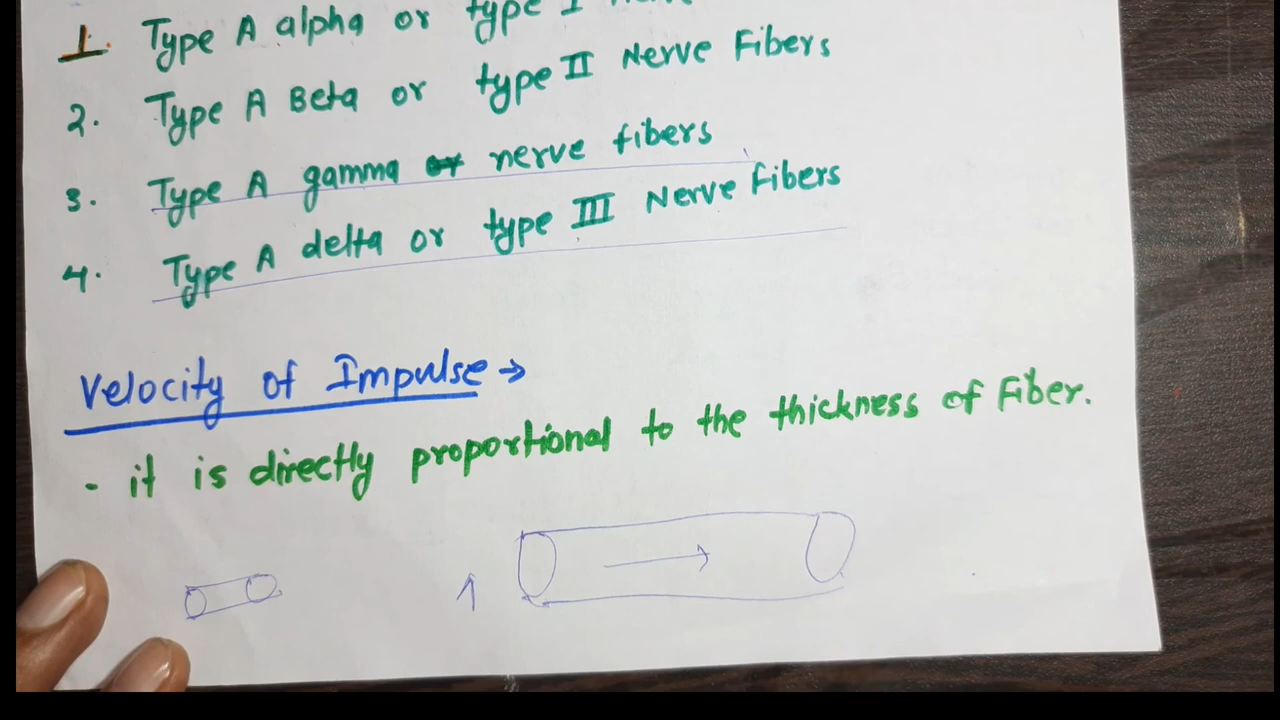 1. Type A alpha or type I
2. Type A Beta or type II Nerve Fibers
3. Type A gamma nerve fibers
4. Type A delta or type III Nerve Fibers
Velocity of Impulse →
- it is directly proportional to the thickness of Fiber.